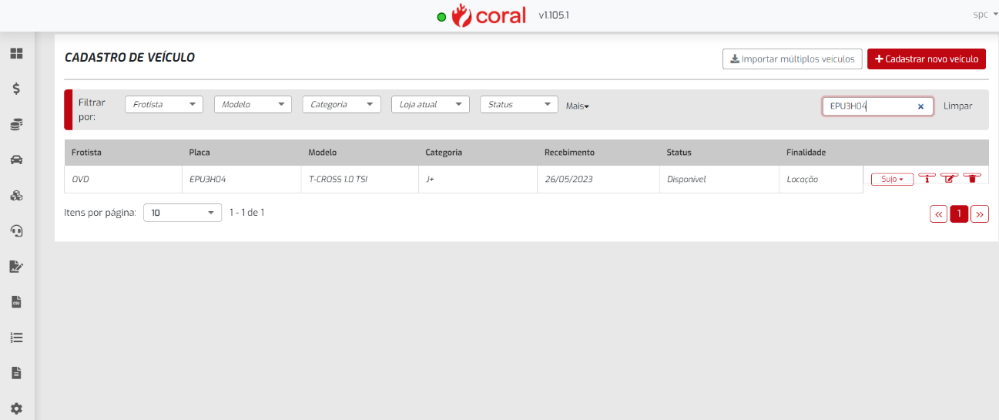 coral v1.105.1
spc
CADASTRO DE VEÍCULO
Importar múltiplos veículos
+ Cadastrar novo veículo
Filtrar por:
Frotista
Modelo
Categoria
Loja atual
Status
Mais
EPU3H04
×
Limpar
Frotista Placa Modelo Categoria Recebimento Status Finalidade
OVD EPU3H04 T-CROSS 1.0 TSI J+ 26/05/2023 Disponível Locação Sujo
Itens por página: 10 1 - 1 de 1
« 1 »
CSV